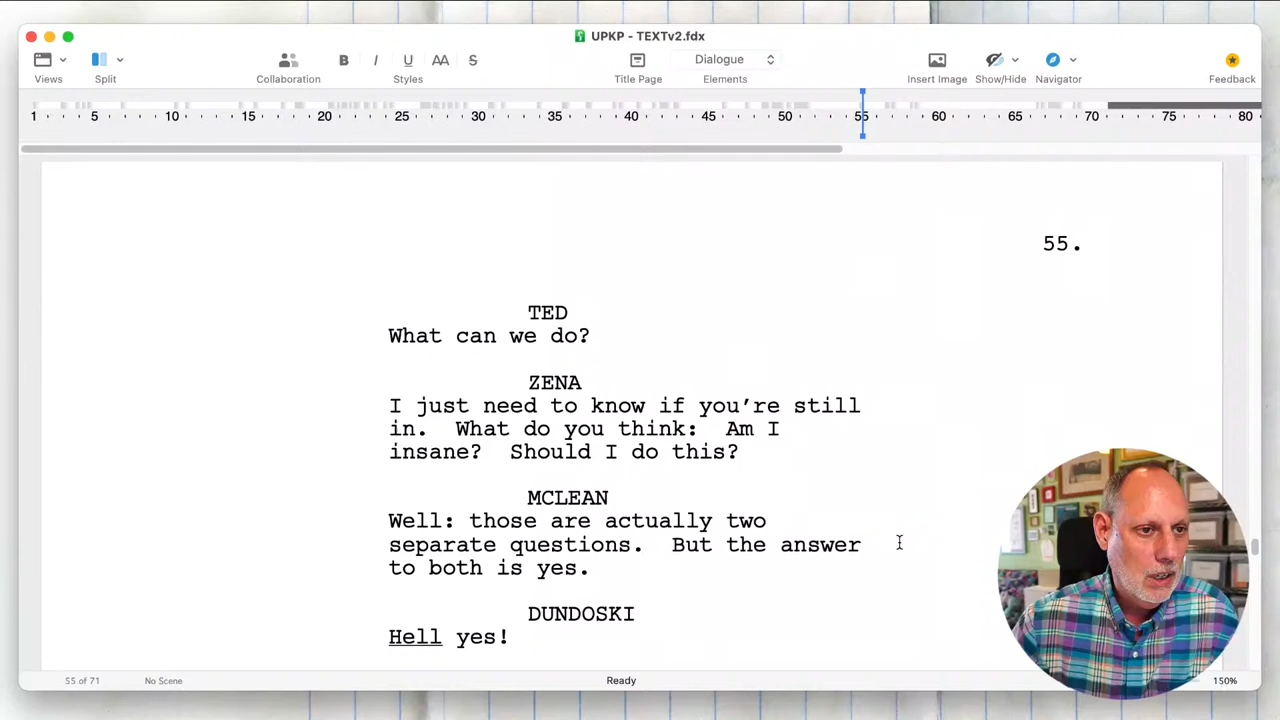 UPKP - TEXTv2.fdx
B I U AA S Dialogue
Views Split Collaboration Styles Title Page Elements Insert Image Show/Hide Navigator Feedback
1 5 10 15 20 25 30 35 40 45 50 55 60 65 70 75 80
55.
TED
What can we do?
ZENA
I just need to know if you’re still
in.  What do you think:  Am I
insane?  Should I do this?
MCLEAN
Well: those are actually two
separate questions.  But the answer
to both is yes.
DUNDOSKI
Hell yes!
55 of 71 No Scene Ready 150%